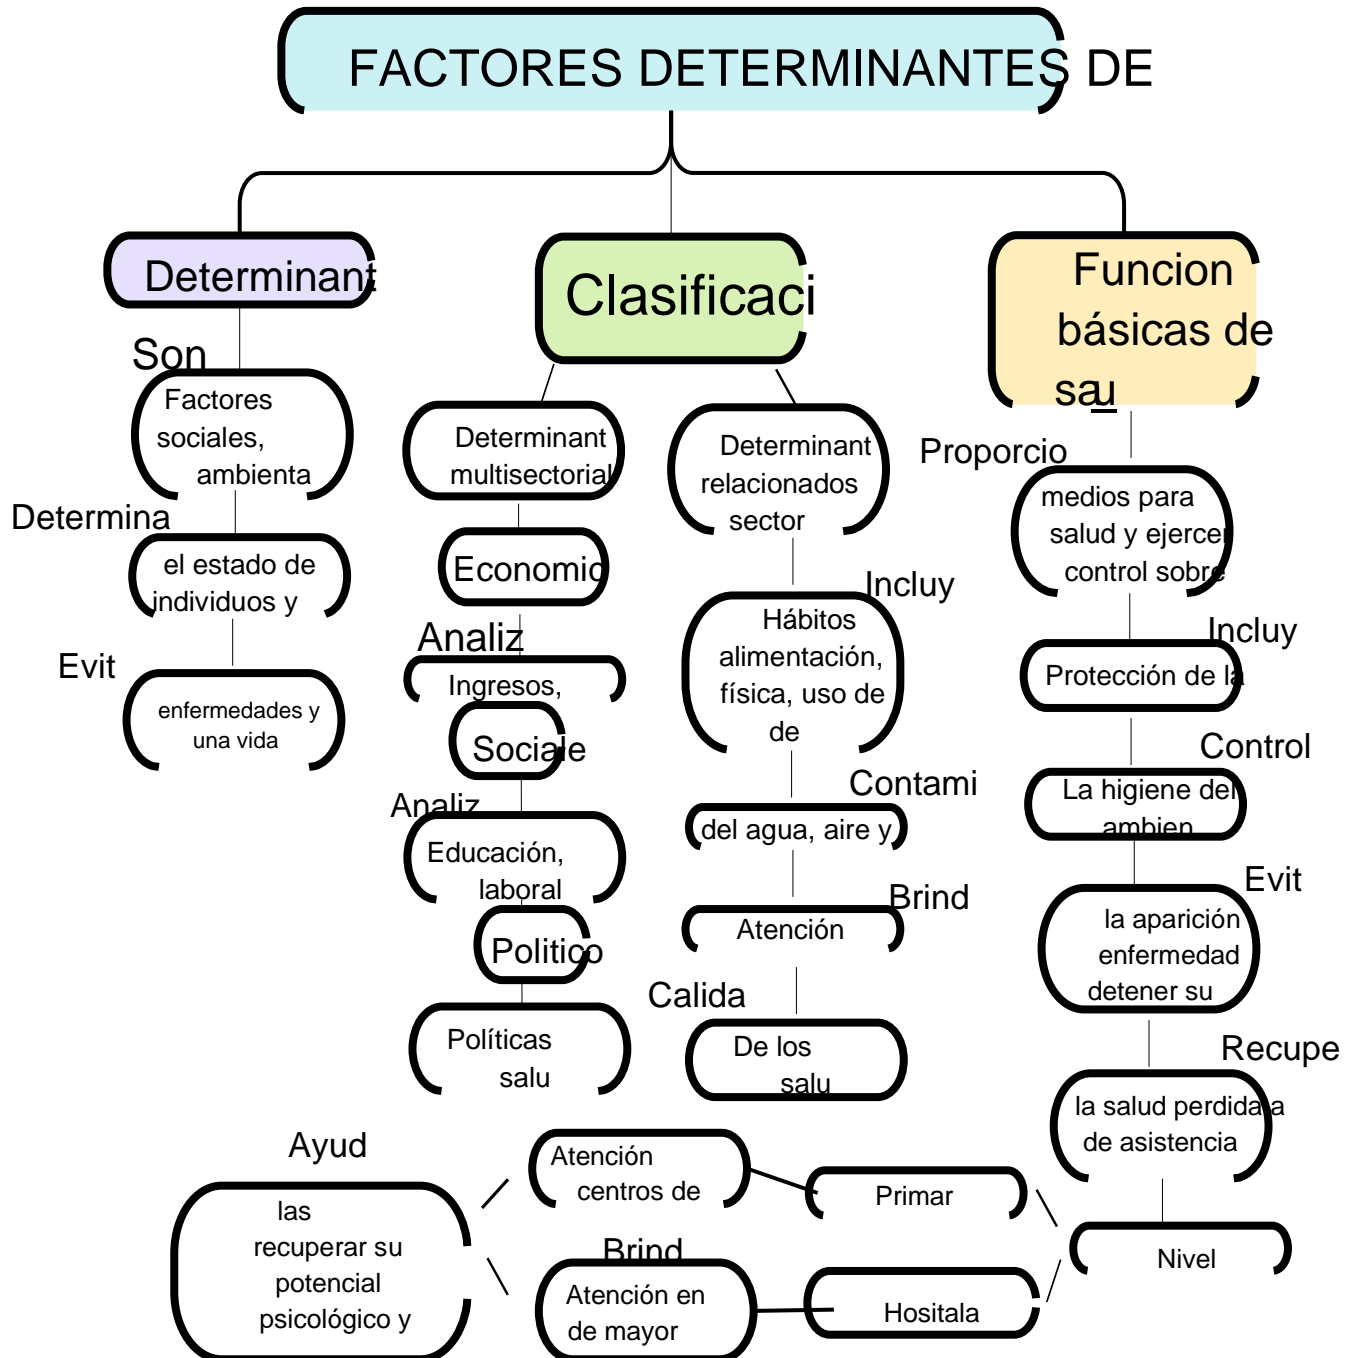 FACTORES DETERMINANTES DE
Determinant
Son
Factores
sociales,
ambienta
Determina
el estado de
individuos y
Evit
enfermedades y
una vida
Clasificaci
Determinant
multisectorial
Economic
Analiz
Ingresos,
Sociale
Analiz
Educación,
laboral
Politico
Políticas
salu
Determinant
relacionados
sector
Incluy
Hábitos
alimentación,
física, uso de
de
Contami
del agua, aire y
Brind
Atención
Calida
De los
salu
Funcion
básicas de
salu
Proporcio
medios para
salud y ejercer
control sobre
Incluy
Protección de la
Control
La higiene del
ambien
Evit
la aparición
enfermedad
detener su
Recupe
la salud perdida a
de asistencia
Nivel
Primar
Hositala
Atención
centros de
Brind
Atención en
de mayor
Ayud
las
recuperar su
potencial
psicológico y